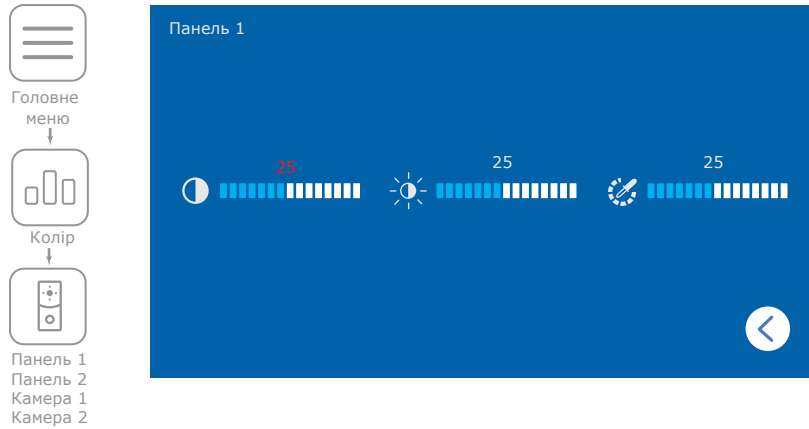 Головне
меню
Колір
Панель 1
Панель 2
Камера 1
Камера 2
Панель 1
25
25
25